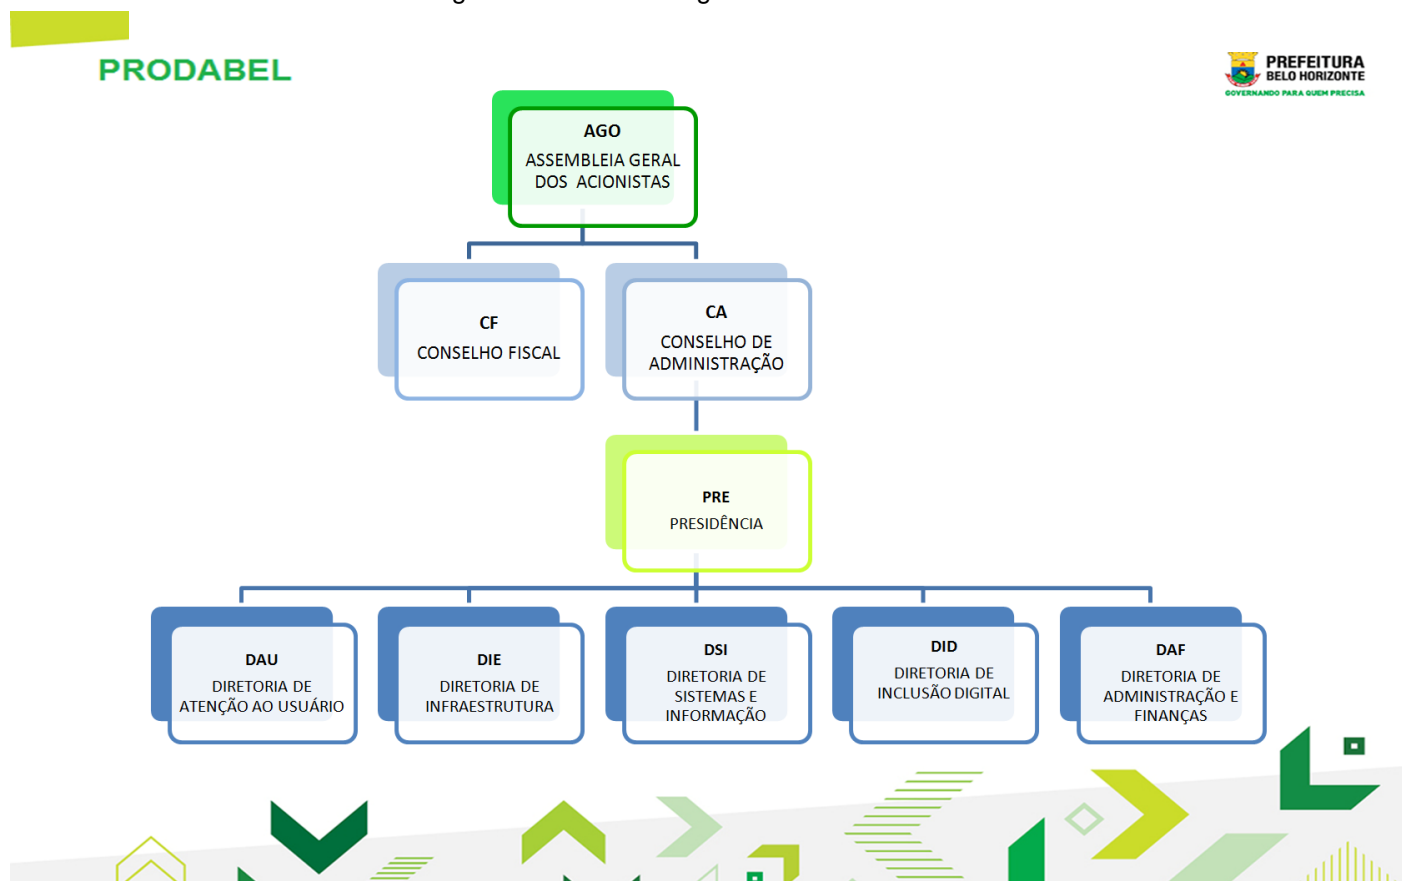 PRODABEL
PREFEITURA
BELO HORIZONTE
GOVERNANDO PARA QUEM PRECISA
AGO
ASSEMBLEIA GERAL
DOS ACIONISTAS
CF
CONSELHO FISCAL
CA
CONSELHO DE
ADMINISTRAÇÃO
PRE
PRESIDÊNCIA
DAU
DIRETORIA DE
ATENÇÃO AO USUÁRIO
DIE
DIRETORIA DE
INFRAESTRUTURA
DSI
DIRETORIA DE
SISTEMAS E
INFORMAÇÃO
DID
DIRETORIA DE
INCLUSÃO DIGITAL
DAF
DIRETORIA DE
ADMINISTRAÇÃO E
FINANÇAS